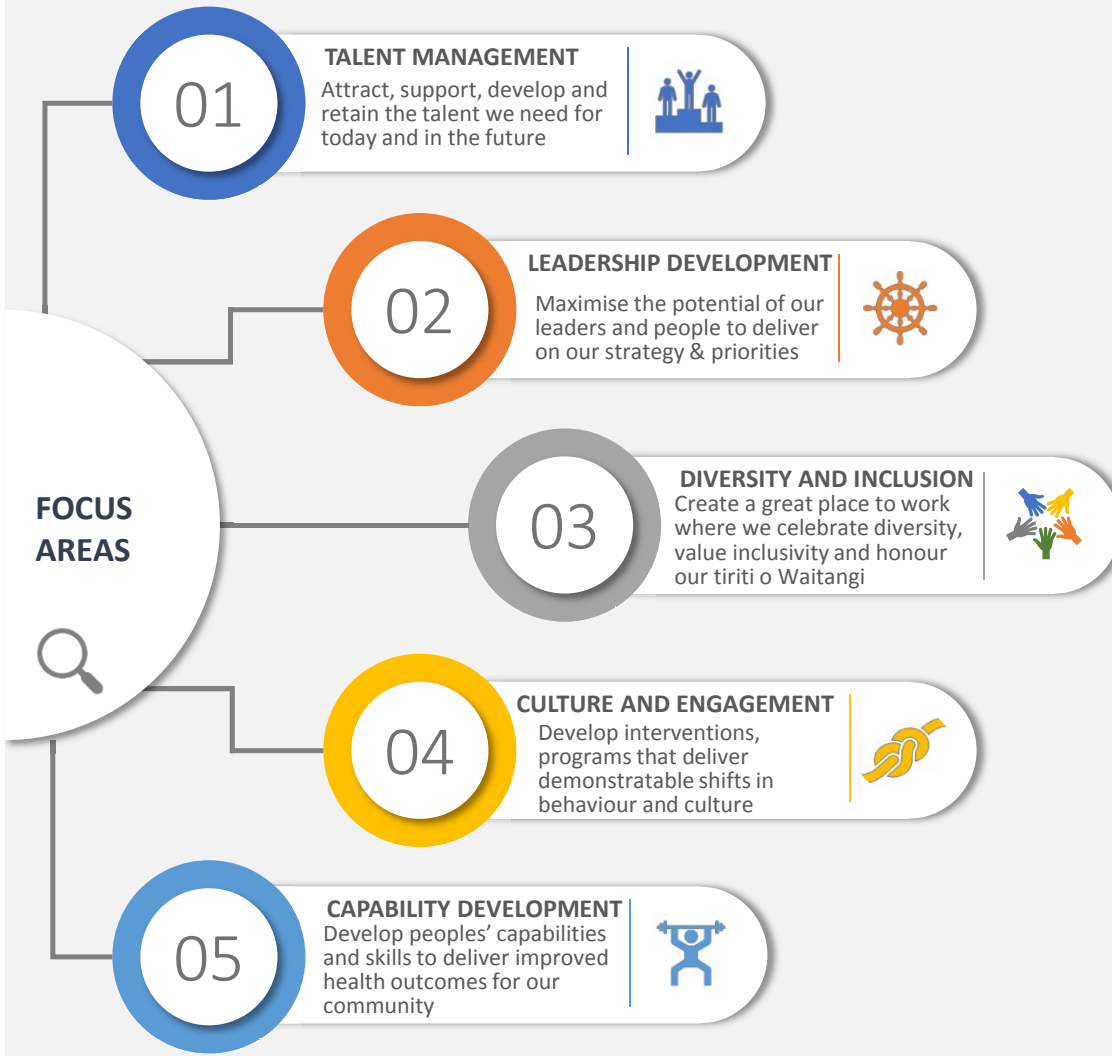 01
TALENT MANAGEMENT
Attract, support, develop and
retain the talent we need for
today and in the future
02
LEADERSHIP DEVELOPMENT
Maximise the potential of our
leaders and people to deliver
on our strategy & priorities
FOCUS
AREAS
03
DIVERSITY AND INCLUSION
Create a great place to work
where we celebrate diversity,
value inclusivity and honour
our tiriti o Waitangi
04
CULTURE AND ENGAGEMENT
Develop interventions,
programs that deliver
demonstratable shifts in
behaviour and culture
05
CAPABILITY DEVELOPMENT
Develop peoples’ capabilities
and skills to deliver improved
health outcomes for our
community